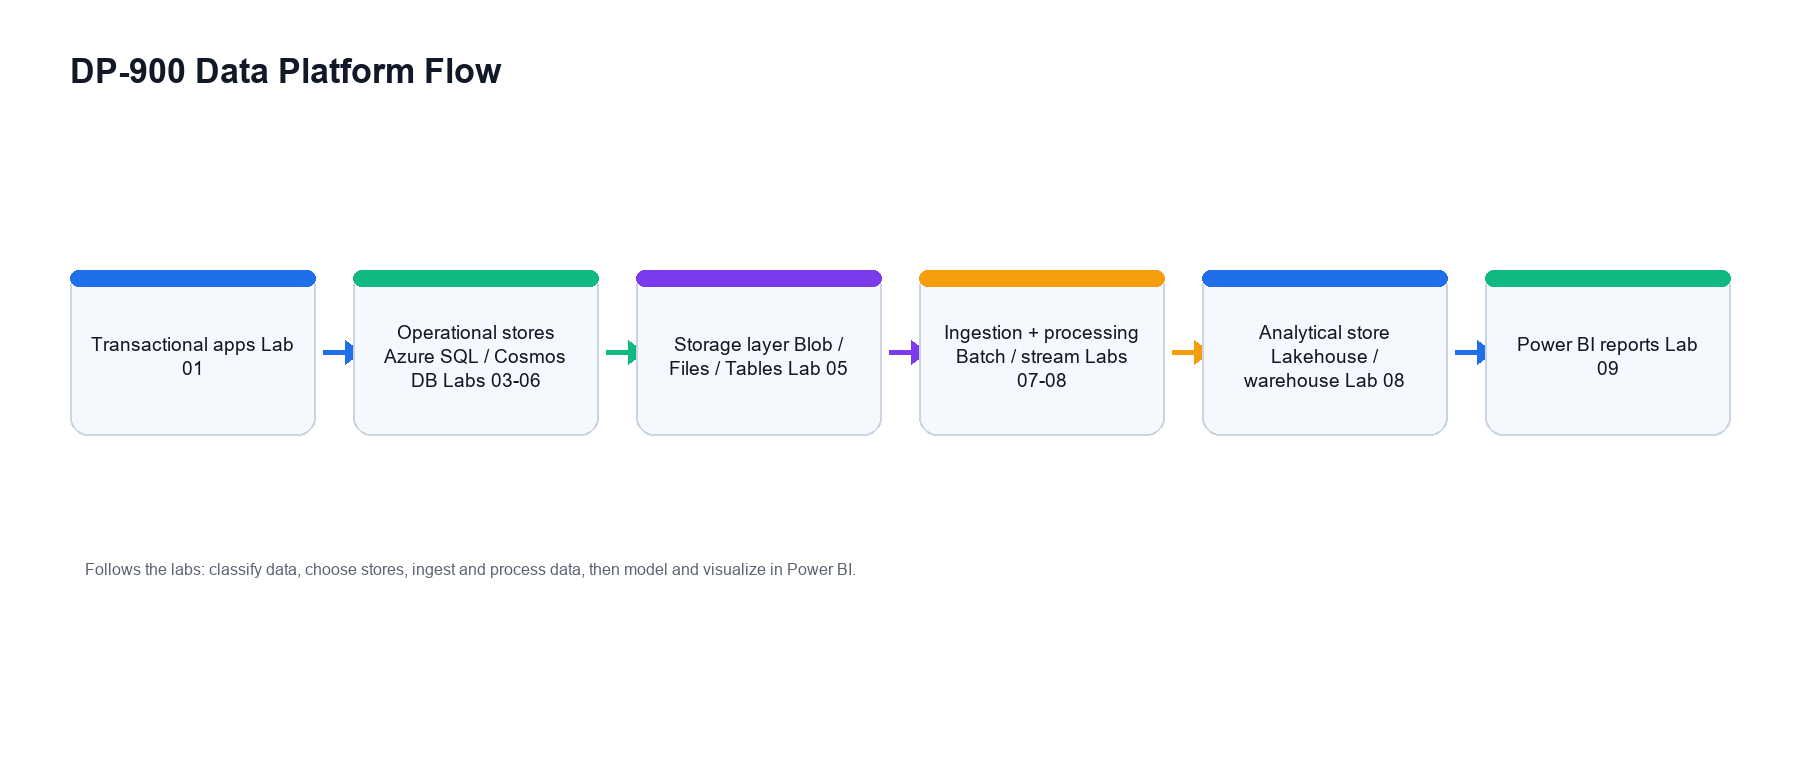 DP-900 Data Platform Flow
Transactional apps Lab
01
Operational stores
Azure SQL / Cosmos
DB Labs 03-06
Storage layer Blob /
Files / Tables Lab 05
Ingestion + processing
Batch / stream Labs
07-08
Analytical store
Lakehouse /
warehouse Lab 08
Power BI reports Lab
09
Follows the labs: classify data, choose stores, ingest and process data, then model and visualize in Power BI.